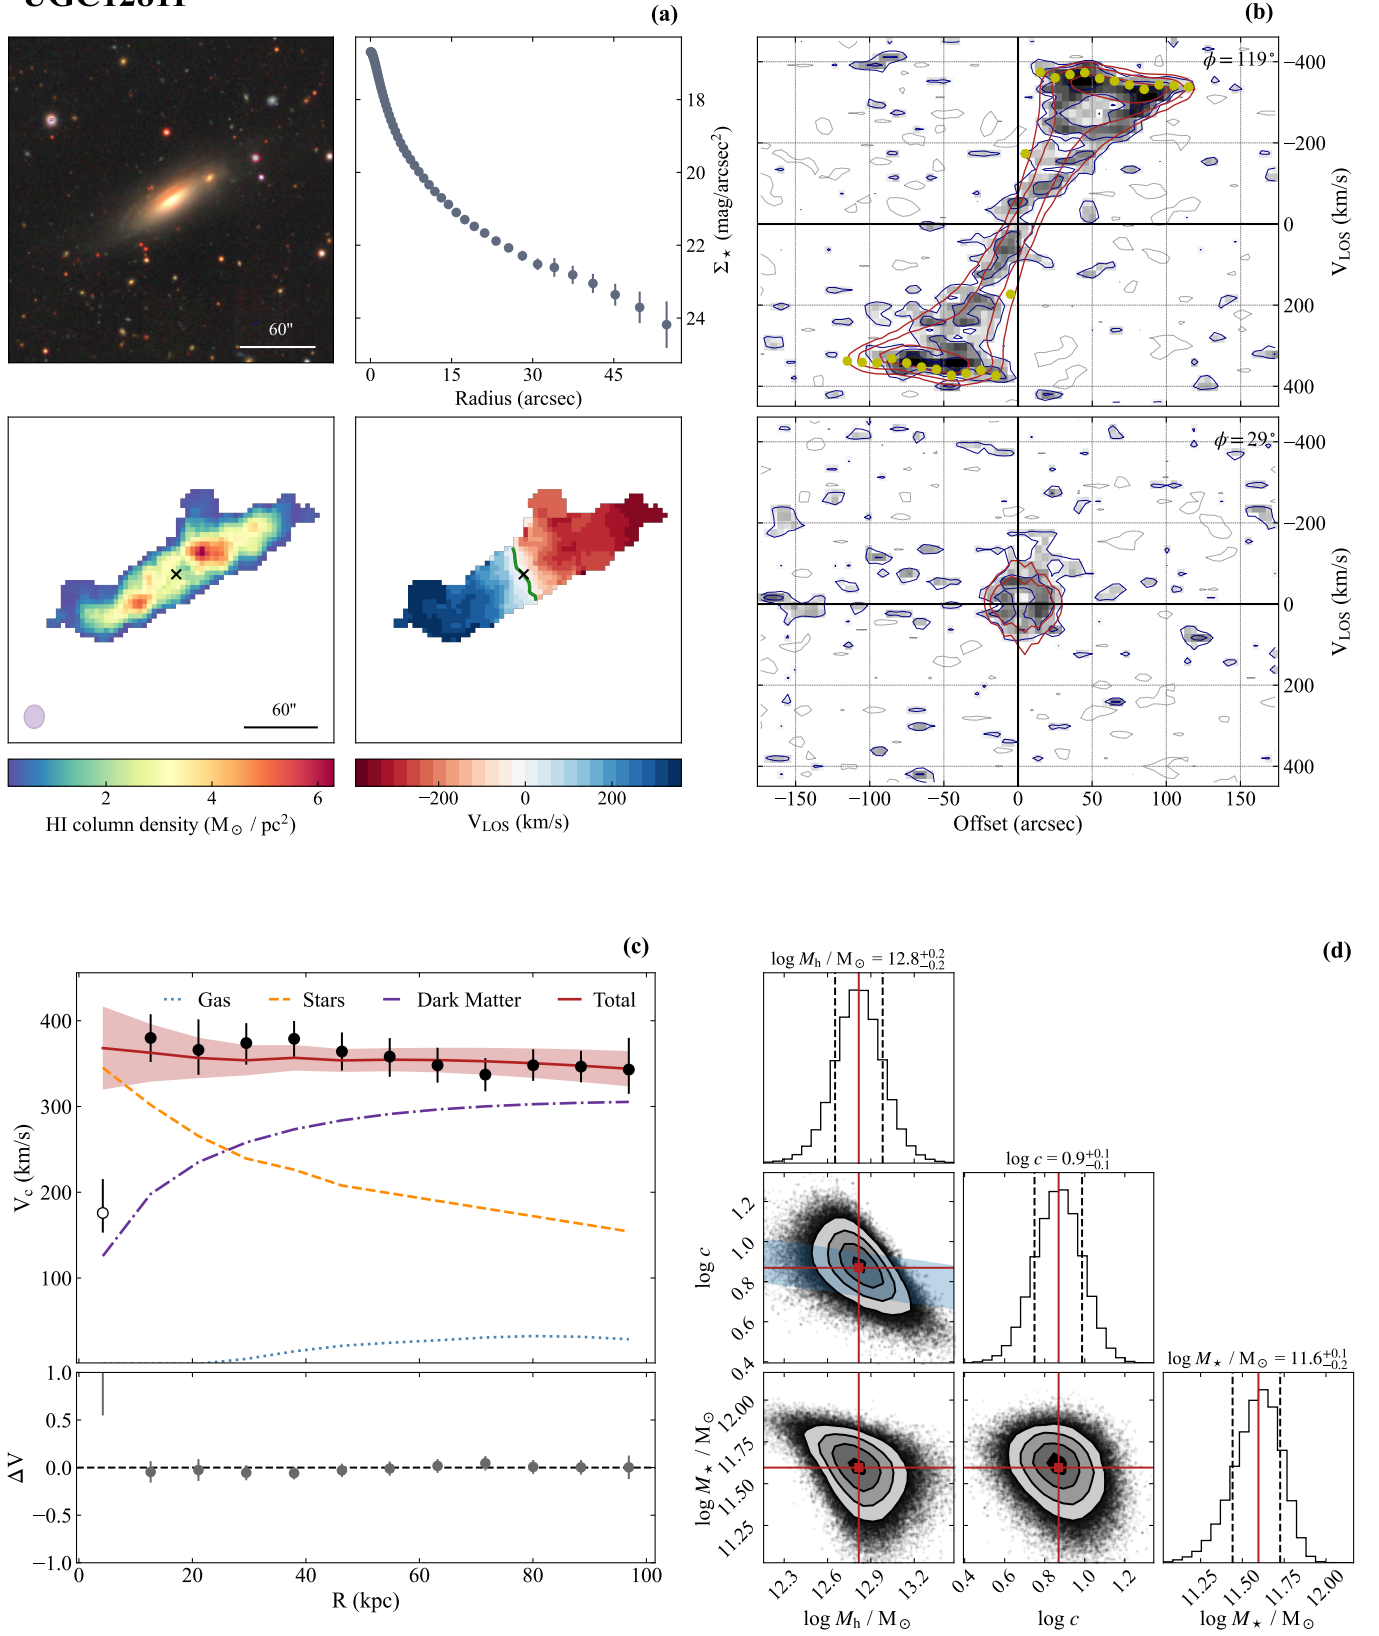 (a)
(b)
60"
18
20
22
24
Σ⋆ (mag/arcsec²)
0 15 30 45
Radius (arcsec)
ϕ = 119°
−400
−200
0
200
400
V_LOS (km/s)
60"
2 4 6
HI column density (M⊙ / pc²)
−200 0 200
V_LOS (km/s)
ϕ = 29°
−400
−200
0
200
400
V_LOS (km/s)
−150 −100 −50 0 50 100 150
Offset (arcsec)
(c)
Gas Stars Dark Matter Total
400
300
200
100
V_c (km/s)
1.0
0.5
0.0
−0.5
−1.0
ΔV
0 20 40 60 80 100
R (kpc)
(d)
log M_h / M⊙ = 12.8 +0.2 −0.2
log c = 0.9 +0.1 −0.1
log M⋆ / M⊙ = 11.6 +0.1 −0.2
1.2
1.0
0.8
0.6
0.4
log c
12.00
11.75
11.50
11.25
log M⋆ / M⊙
12.3 12.6 12.9 13.2
log M_h / M⊙
0.4 0.6 0.8 1.0 1.2
log c
11.25 11.50 11.75 12.00
log M⋆ / M⊙